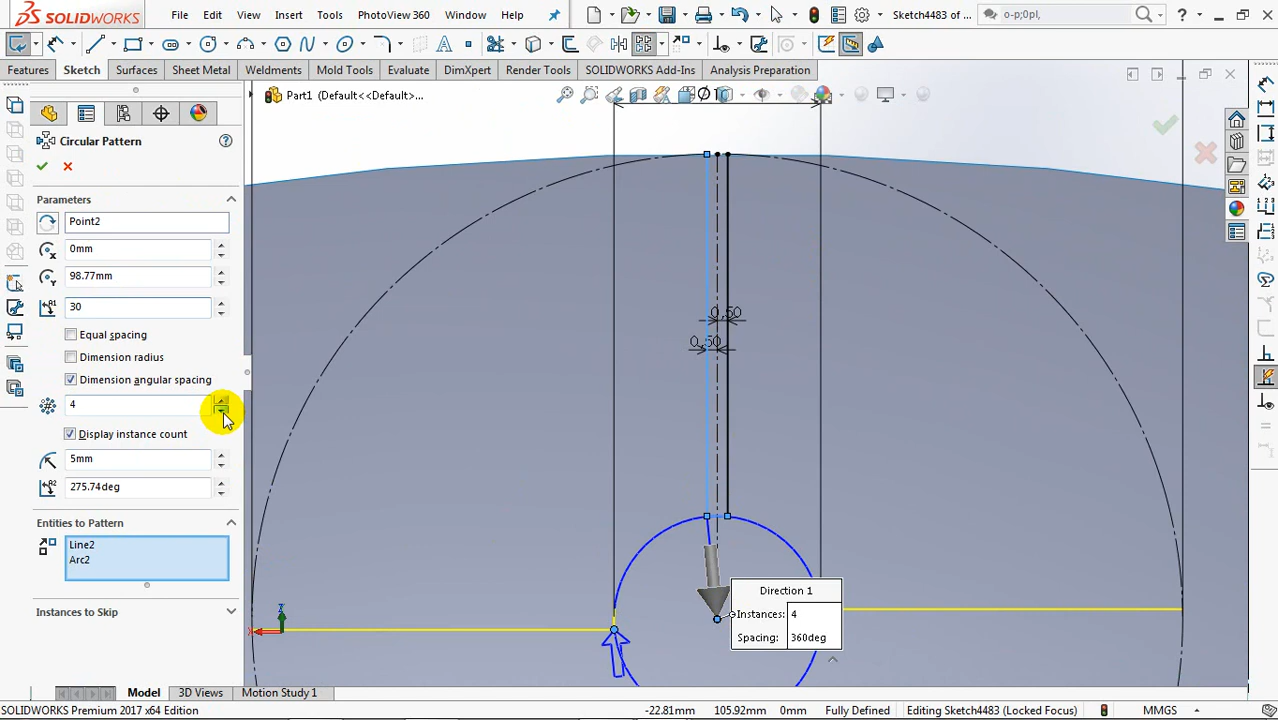 SOLIDWORKS File Edit View Insert Tools PhotoView 360 Window Help Sketch4483 of ... o-p;0pl,
Features Sketch Surfaces Sheet Metal Weldments Mold Tools Evaluate DimXpert Render Tools SOLIDWORKS Add-Ins Analysis Preparation
Part1 (Default<<Default>...
Circular Pattern
Parameters
Point2
0mm
98.77mm
30
Equal spacing
Dimension radius
Dimension angular spacing
4
Display instance count
5mm
275.74deg
Entities to Pattern
Line2
Arc2
Instances to Skip
0,50
0,50
Direction 1
Instances: 4
Spacing: 360deg
Z
X
Model 3D Views Motion Study 1
SOLIDWORKS Premium 2017 x64 Edition -22.81mm 105.92mm 0mm Fully Defined Editing Sketch4483 (Locked Focus) MMGS